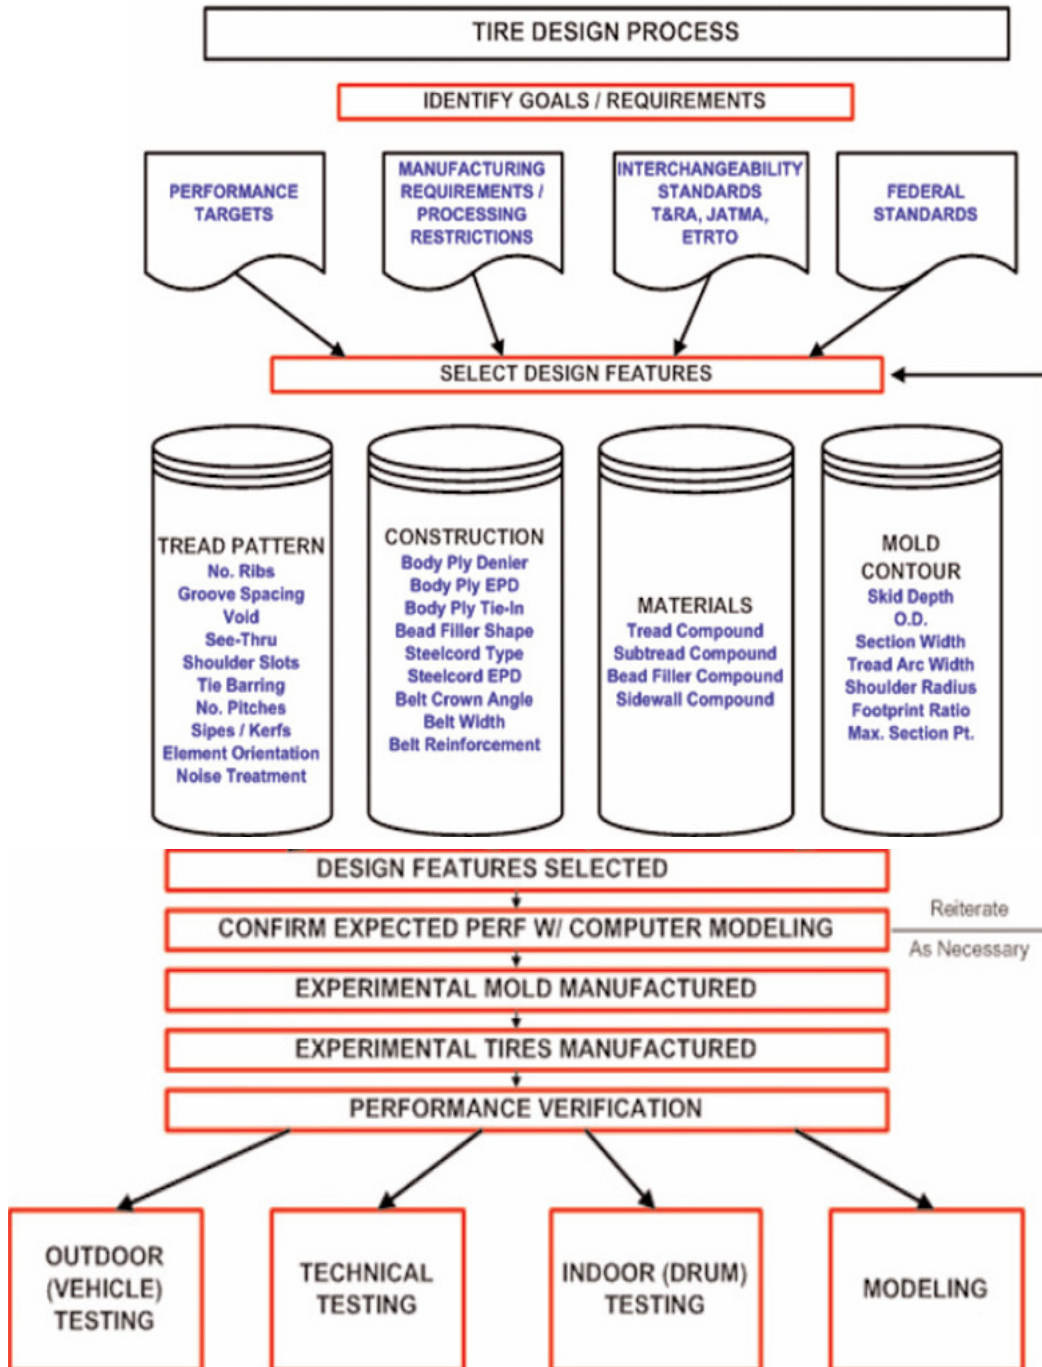 TIRE DESIGN PROCESS
IDENTIFY GOALS / REQUIREMENTS
PERFORMANCE
TARGETS
MANUFACTURING
REQUIREMENTS /
PROCESSING
RESTRICTIONS
INTERCHANGEABILITY
STANDARDS
T&RA, JATMA,
ETRTO
FEDERAL
STANDARDS
SELECT DESIGN FEATURES
TREAD PATTERN
No. Ribs
Groove Spacing
Void
See-Thru
Shoulder Slots
Tie Barring
No. Pitches
Sipes / Kerfs
Element Orientation
Noise Treatment
CONSTRUCTION
Body Ply Denier
Body Ply EPD
Body Ply Tie-In
Bead Filler Shape
Steelcord Type
Steelcord EPD
Belt Crown Angle
Belt Width
Belt Reinforcement
MATERIALS
Tread Compound
Subtread Compound
Bead Filler Compound
Sidewall Compound
MOLD
CONTOUR
Skid Depth
O.D.
Section Width
Tread Arc Width
Shoulder Radius
Footprint Ratio
Max. Section Pt.
DESIGN FEATURES SELECTED
CONFIRM EXPECTED PERF W/ COMPUTER MODELING
Reiterate
As Necessary
EXPERIMENTAL MOLD MANUFACTURED
EXPERIMENTAL TIRES MANUFACTURED
PERFORMANCE VERIFICATION
OUTDOOR
(VEHICLE)
TESTING
TECHNICAL
TESTING
INDOOR (DRUM)
TESTING
MODELING